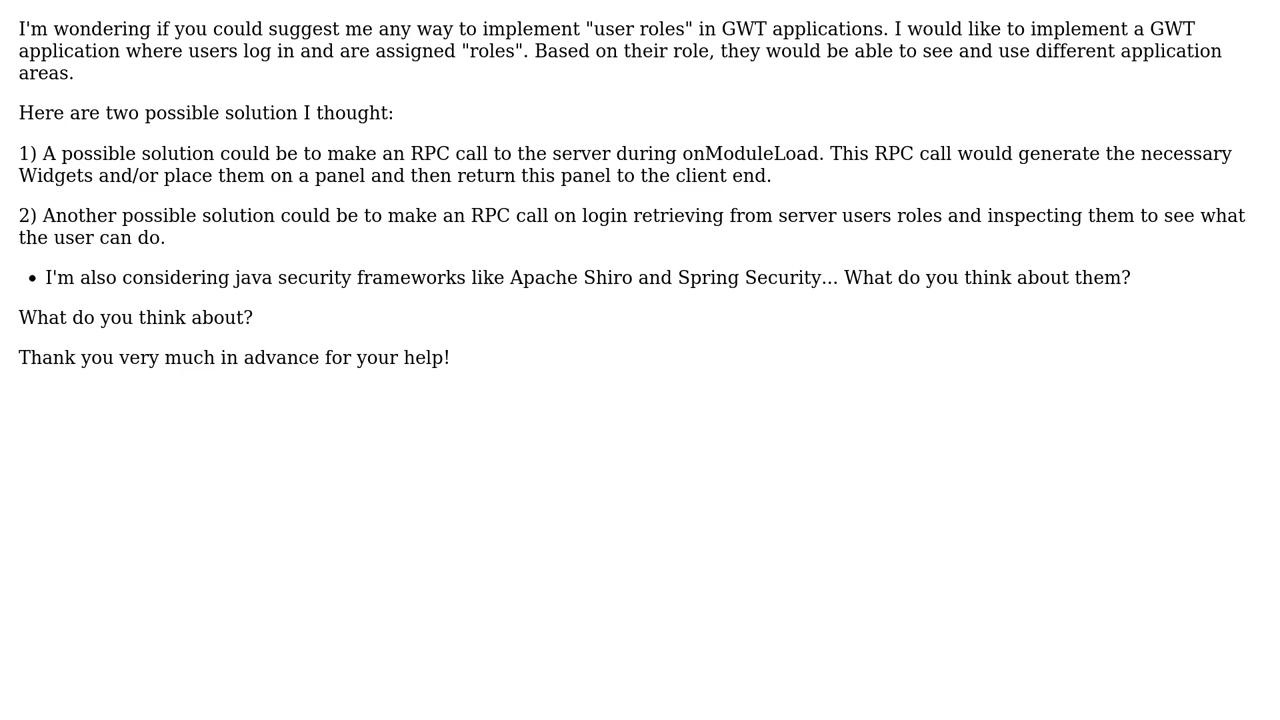 I'm wondering if you could suggest me any way to implement "user roles" in GWT applications. I would like to implement a GWT
application where users log in and are assigned "roles". Based on their role, they would be able to see and use different application
areas.
Here are two possible solution I thought:
1) A possible solution could be to make an RPC call to the server during onModuleLoad. This RPC call would generate the necessary
Widgets and/or place them on a panel and then return this panel to the client end.
2) Another possible solution could be to make an RPC call on login retrieving from server users roles and inspecting them to see what
the user can do.
• I'm also considering java security frameworks like Apache Shiro and Spring Security... What do you think about them?
What do you think about?
Thank you very much in advance for your help!